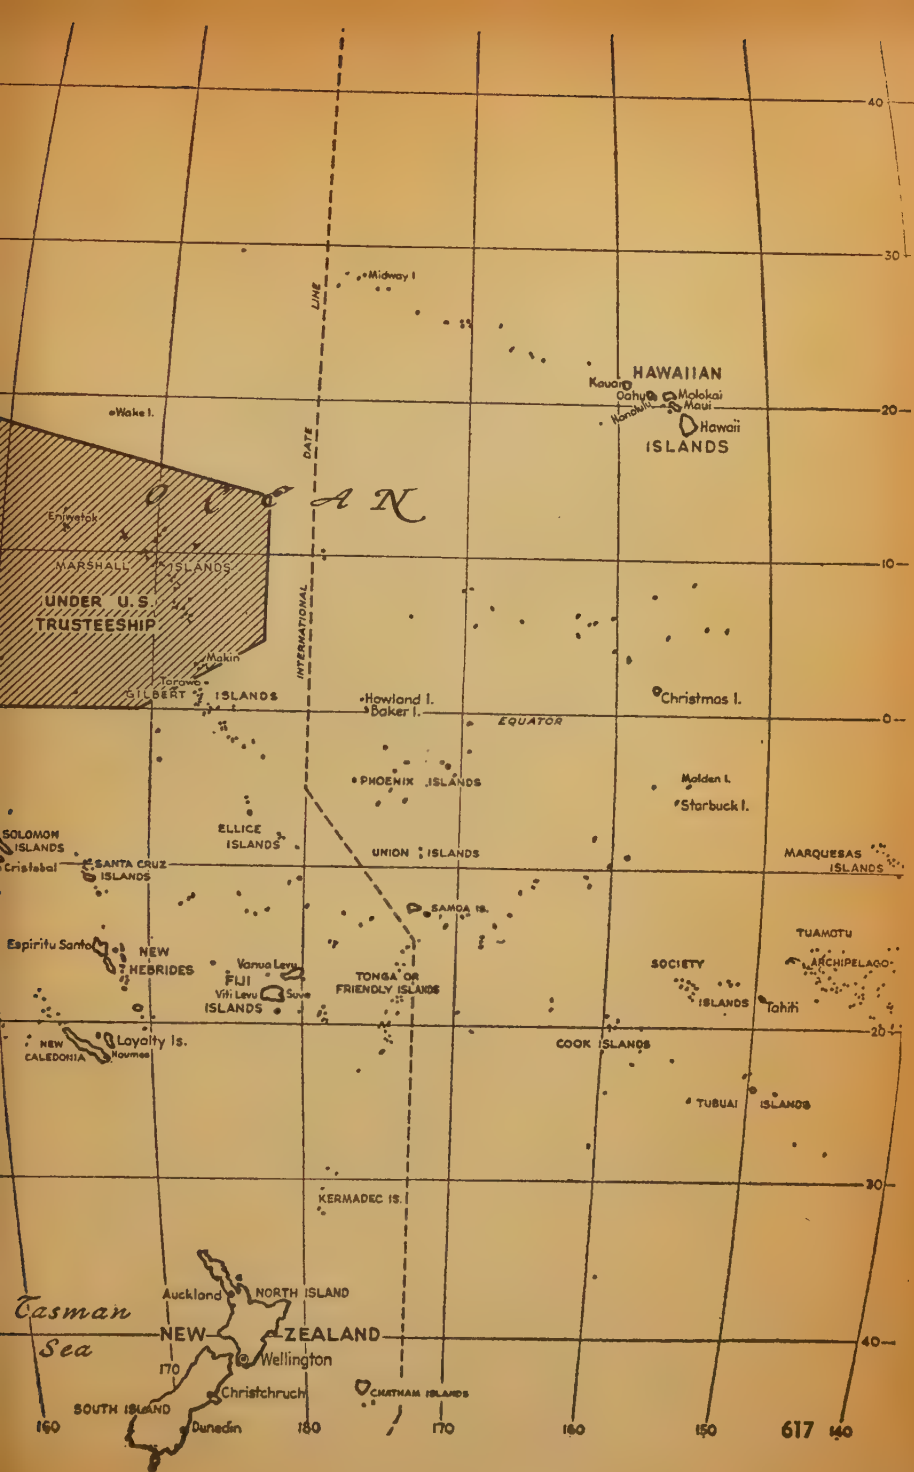 40
30
Midway I
LINE
HAWAIIAN
Kauai
Oahu
Molokai
Honolulu
Maui
20
Wake I.
Hawaii
ISLANDS
DATE
OCEAN
Eniwetok
10
MARSHALL ISLANDS
UNDER U.S.
TRUSTEESHIP
INTERNATIONAL
Makin
Tarawa
GILBERT ISLANDS
Howland I.
Baker I.
Christmas I.
EQUATOR
0
PHOENIX ISLANDS
Malden I.
Starbuck I.
SOLOMON
ISLANDS
ELLICE
ISLANDS
Cristobal
SANTA CRUZ
ISLANDS
UNION ISLANDS
MARQUESAS
ISLANDS
SAMOA IS.
Espiritu Santo
NEW
HEBRIDES
Vanua Levu
FIJI
Viti Levu
Suva
ISLANDS
TONGA OR
FRIENDLY ISLANDS
SOCIETY
ISLANDS
TUAMOTU
ARCHIPELAGO
Tahiti
20
NEW
CALEDONIA
Loyalty Is.
Noumea
COOK ISLANDS
TUBUAI ISLANDS
30
KERMADEC IS.
Tasman
Sea
Auckland
NORTH ISLAND
NEW ZEALAND
40
170
Wellington
Christchruch
CHATHAM ISLANDS
SOUTH ISLAND
Dunedin
160
180
170
160
150
617
140